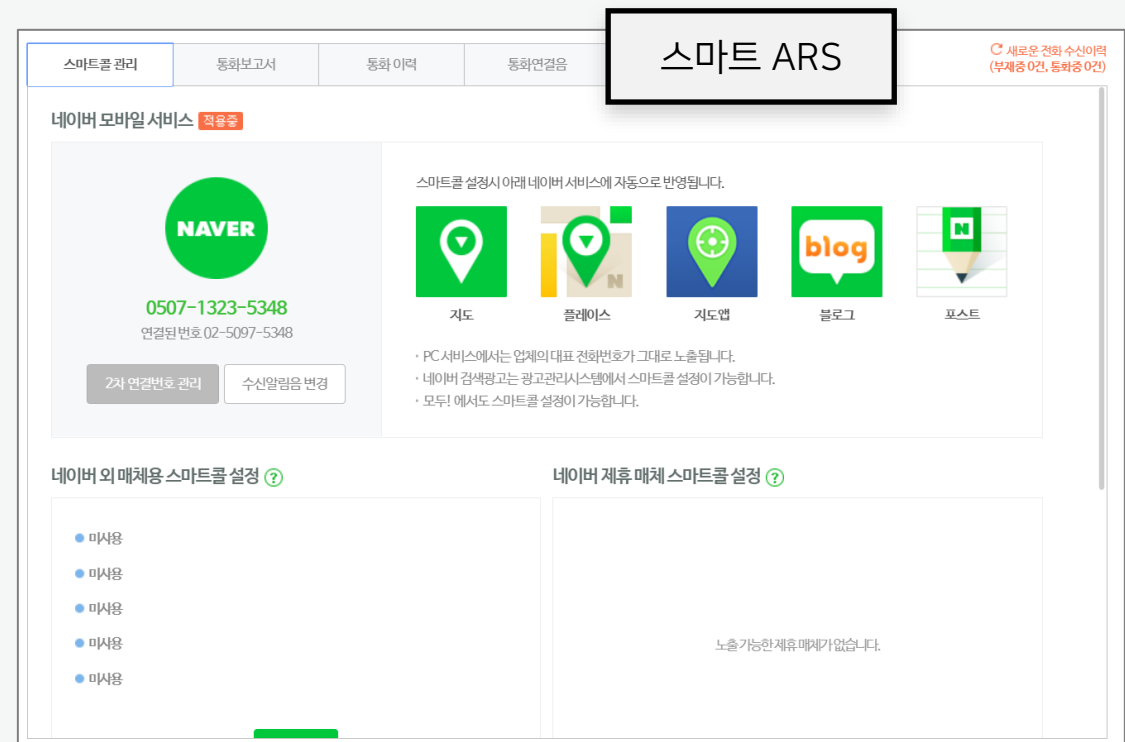 스마트콜 관리
통화보고서
통화 이력
통화연결음
스마트 ARS
새로운 전화 수신이력
(부재중 0건, 통화중 0건)
네이버 모바일 서비스 적용중
NAVER
0507-1323-5348
연결된 번호 02-5097-5348
2차 연결번호 관리
수신알림음 변경
스마트콜 설정시 아래 네이버 서비스에 자동으로 반영됩니다.
N
blog
N
지도
플레이스
지도앱
블로그
포스트
· PC 서비스에서는 업체의 대표 전화번호가 그대로 노출됩니다.
· 네이버 검색광고는 광고관리시스템에서 스마트콜 설정이 가능합니다.
· 모두! 에서도 스마트콜 설정이 가능합니다.
네이버 외 매체용 스마트콜 설정 ?
미사용
미사용
미사용
미사용
미사용
네이버 제휴 매체 스마트콜 설정 ?
노출 가능한 제휴 매체가 없습니다.